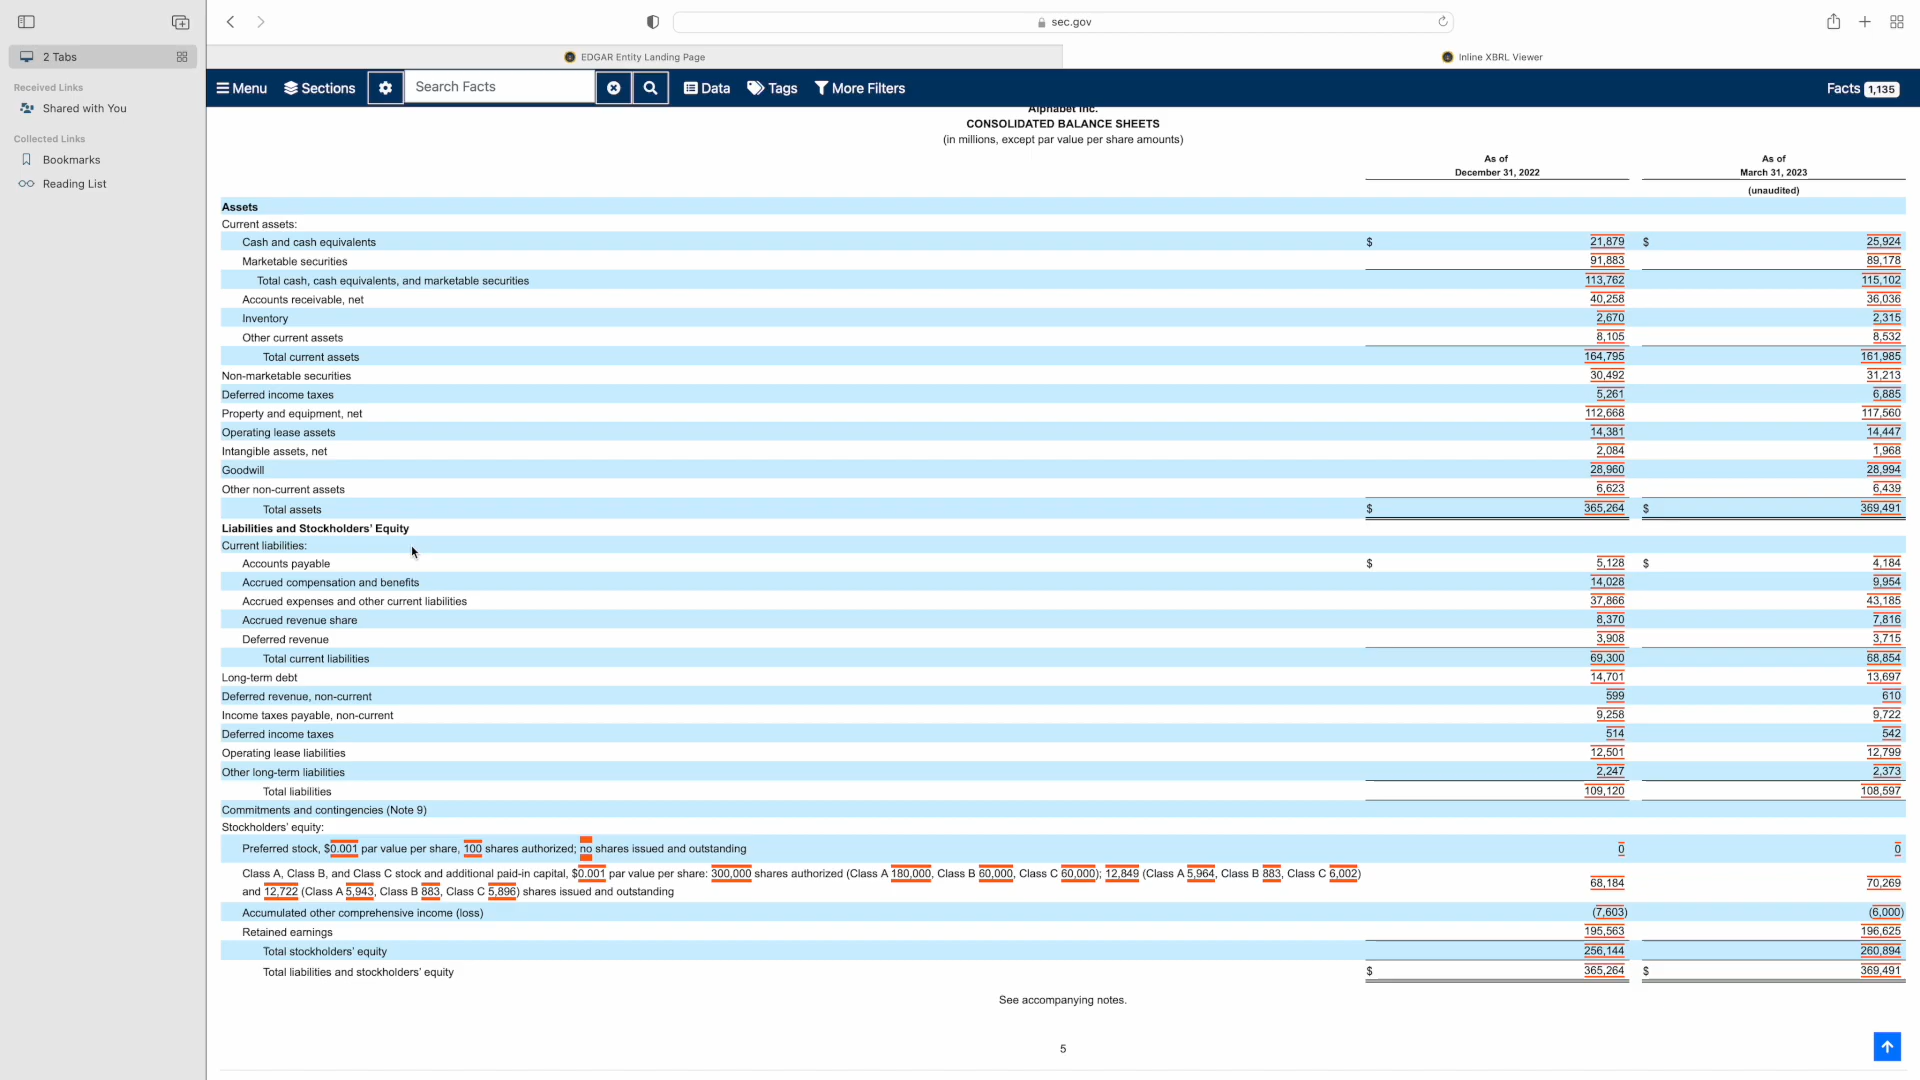 sec.gov
2 Tabs
EDGAR Entity Landing Page
Inline XBRL Viewer
Received Links
Shared with You
Collected Links
Bookmarks
Reading List
Menu Sections Search Facts Data Tags More Filters Facts 1,135
Alphabet Inc.
CONSOLIDATED BALANCE SHEETS
(in millions, except par value per share amounts)
As of As of
December 31, 2022 March 31, 2023
(unaudited)
Assets
Current assets:
Cash and cash equivalents $ 21,879 $ 25,924
Marketable securities 91,883 89,178
Total cash, cash equivalents, and marketable securities 113,762 115,102
Accounts receivable, net 40,258 36,036
Inventory 2,670 2,315
Other current assets 8,105 8,532
Total current assets 164,795 161,985
Non-marketable securities 30,492 31,213
Deferred income taxes 5,261 6,885
Property and equipment, net 112,668 117,560
Operating lease assets 14,381 14,447
Intangible assets, net 2,084 1,968
Goodwill 28,960 28,994
Other non-current assets 6,623 6,439
Total assets $ 365,264 $ 369,491
Liabilities and Stockholders' Equity
Current liabilities:
Accounts payable $ 5,128 $ 4,184
Accrued compensation and benefits 14,028 9,954
Accrued expenses and other current liabilities 37,866 43,185
Accrued revenue share 8,370 7,816
Deferred revenue 3,908 3,715
Total current liabilities 69,300 68,854
Long-term debt 14,701 13,697
Deferred revenue, non-current 599 610
Income taxes payable, non-current 9,258 9,722
Deferred income taxes 514 542
Operating lease liabilities 12,501 12,799
Other long-term liabilities 2,247 2,373
Total liabilities 109,120 108,597
Commitments and contingencies (Note 9)
Stockholders' equity:
Preferred stock, $0.001 par value per share, 100 shares authorized; no shares issued and outstanding 0 0
Class A, Class B, and Class C stock and additional paid-in capital, $0.001 par value per share: 300,000 shares authorized (Class A 180,000, Class B 60,000, Class C 60,000); 12,849 (Class A 5,964, Class B 883, Class C 6,002)
and 12,722 (Class A 5,943, Class B 883, Class C 5,896) shares issued and outstanding 68,184 70,269
Accumulated other comprehensive income (loss) (7,603) (6,000)
Retained earnings 195,563 196,625
Total stockholders' equity 256,144 260,894
Total liabilities and stockholders' equity $ 365,264 $ 369,491
See accompanying notes.
5